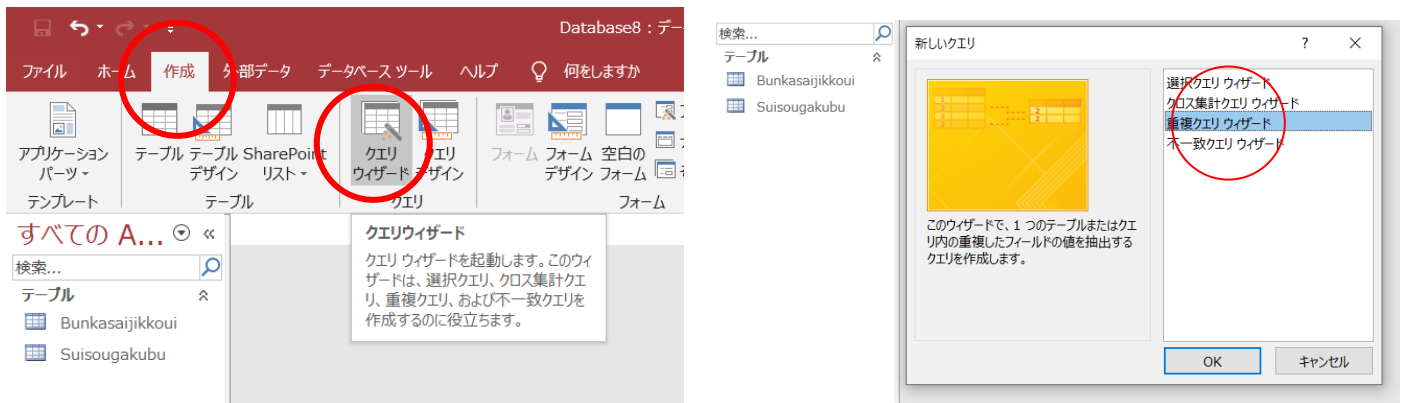 Database8 : デー
ファイル ホーム 作成 外部データ データベース ツール ヘルプ 何をしますか
アプリケーション
パーツ
テーブル
テーブル
デザイン
SharePoint
リスト
クエリ
ウィザード
クエリ
デザイン
フォーム
フォーム
デザイン
空白の
フォーム
テンプレート テーブル クエリ フォーム
すべての A...
検索...
テーブル
Bunkasaijikkoui
Suisougakubu
クエリウィザード
クエリ ウィザードを起動します。このウィ
ザードは、選択クエリ、クロス集計クエ
リ、重複クエリ、および不一致クエリを
作成するのに役立ちます。
検索...
テーブル
Bunkasaijikkoui
Suisougakubu
新しいクエリ
選択クエリ ウィザード
クロス集計クエリ ウィザード
重複クエリ ウィザード
不一致クエリ ウィザード
このウィザードで、1 つのテーブルまたはクエ
リ内の重複したフィールドの値を抽出する
クエリを作成します。
OK キャンセル